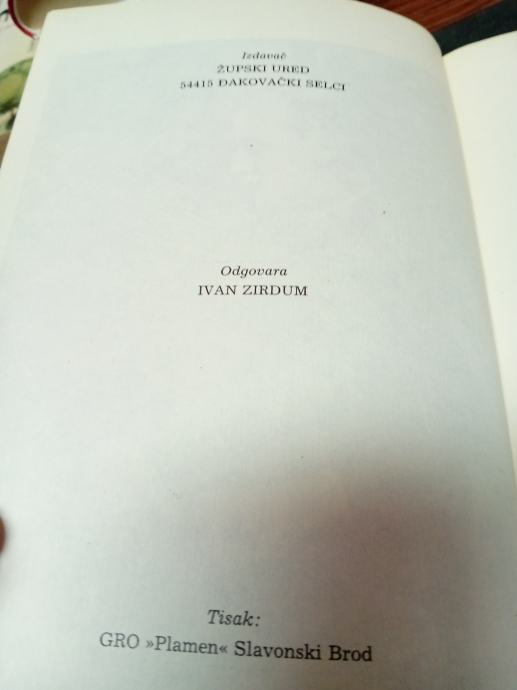 Izdavač
ŽUPSKI URED
54415 ĐAKOVAČKI SELCI
Odgovara
IVAN ZIRDUM
Tisak:
GRO »Plamen« Slavonski Brod